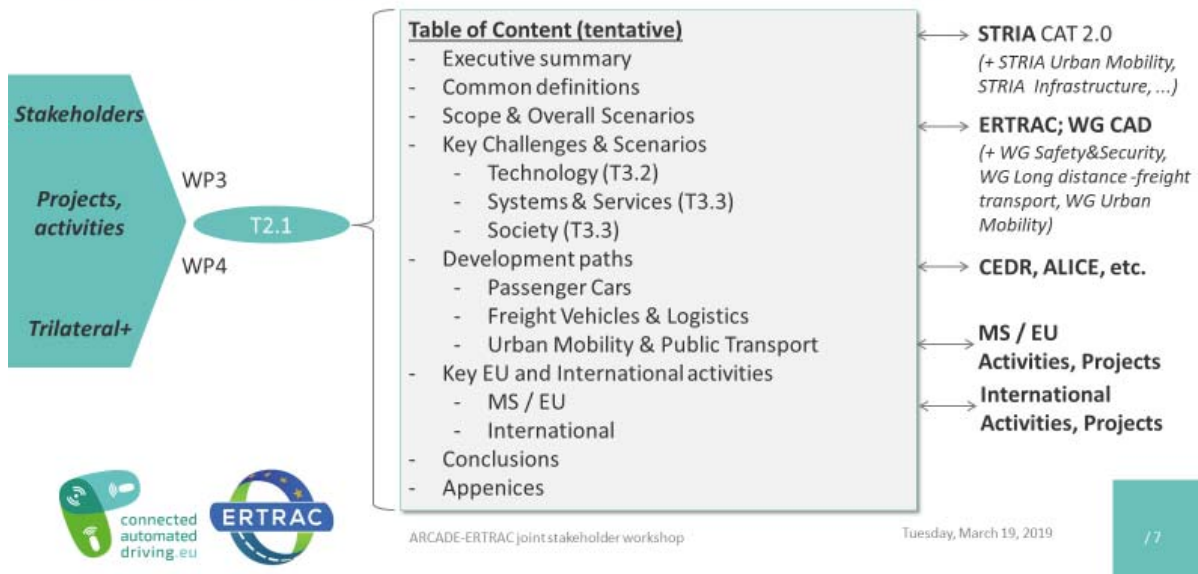 Stakeholders
Projects,
activities
Trilateral+
WP3
T2.1
WP4
Table of Content (tentative)
- Executive summary
- Common definitions
- Scope & Overall Scenarios
- Key Challenges & Scenarios
- Technology (T3.2)
- Systems & Services (T3.3)
- Society (T3.3)
- Development paths
- Passenger Cars
- Freight Vehicles & Logistics
- Urban Mobility & Public Transport
- Key EU and International activities
- MS / EU
- International
- Conclusions
- Appenices
STRIA CAT 2.0
(+ STRIA Urban Mobility,
STRIA Infrastructure, ...)
ERTRAC; WG CAD
(+ WG Safety&Security,
WG Long distance -freight
transport, WG Urban
Mobility)
CEDR, ALICE, etc.
MS / EU
Activities, Projects
International
Activities, Projects
connected
automated
driving.eu
ERTRAC
ARCADE-ERTRAC joint stakeholder workshop
Tuesday, March 19, 2019
/ 7